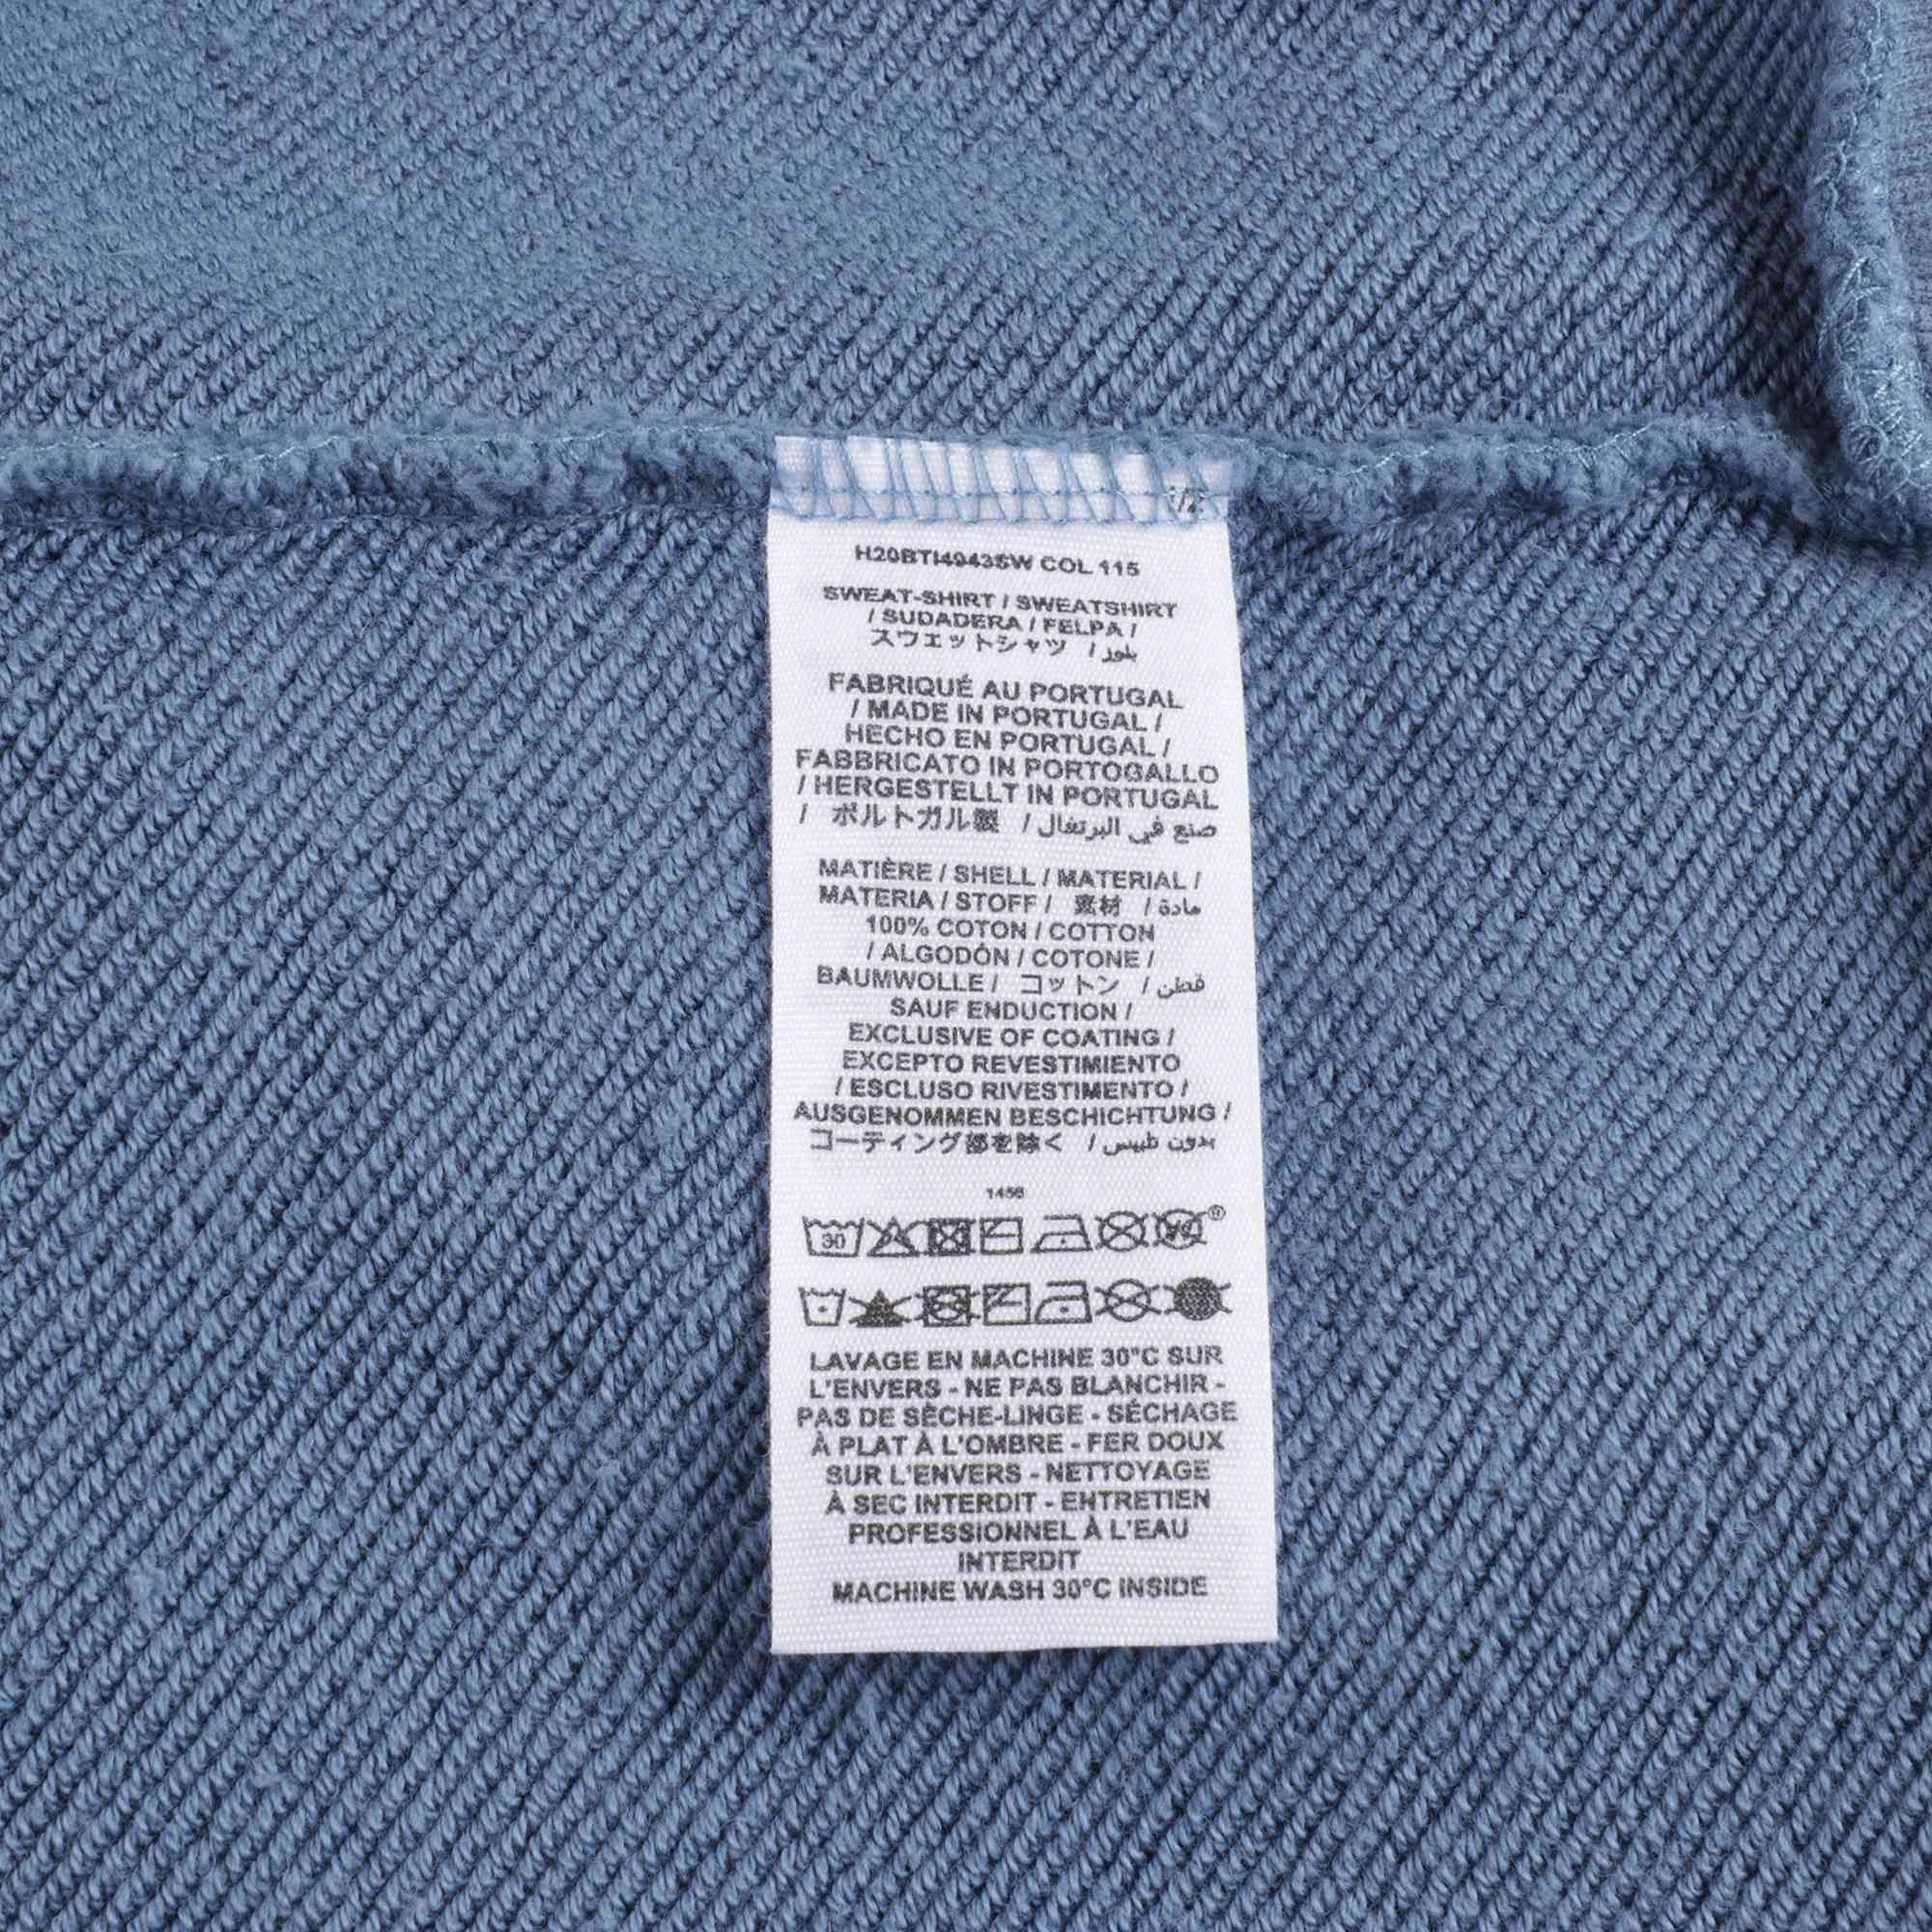 1/2
H20BTI4943SW COL 115
SWEAT-SHIRT / SWEATSHIRT
/ SUDADERA / FELPA /
スウェットシャツ / بلوز
FABRIQUÉ AU PORTUGAL
/ MADE IN PORTUGAL /
HECHO EN PORTUGAL /
FABBRICATO IN PORTOGALLO
/ HERGESTELLT IN PORTUGAL
/ ポルトガル製 / صنع في البرتغال
MATIÈRE / SHELL / MATERIAL /
MATERIA / STOFF / 素材 / مادة
100% COTON / COTTON
/ ALGODÓN / COTONE /
BAUMWOLLE / コットン / قطن
SAUF ENDUCTION /
EXCLUSIVE OF COATING /
EXCEPTO REVESTIMIENTO
/ ESCLUSO RIVESTIMENTO /
AUSGENOMMEN BESCHICHTUNG /
コーティング部を除く / بدون
1456
30 ®
LAVAGE EN MACHINE 30°C SUR
L'ENVERS - NE PAS BLANCHIR -
PAS DE SÈCHE-LINGE - SÉCHAGE
À PLAT À L'OMBRE - FER DOUX
SUR L'ENVERS - NETTOYAGE
À SEC INTERDIT - ENTRETIEN
PROFESSIONNEL À L'EAU
INTERDIT
MACHINE WASH 30°C INSIDE